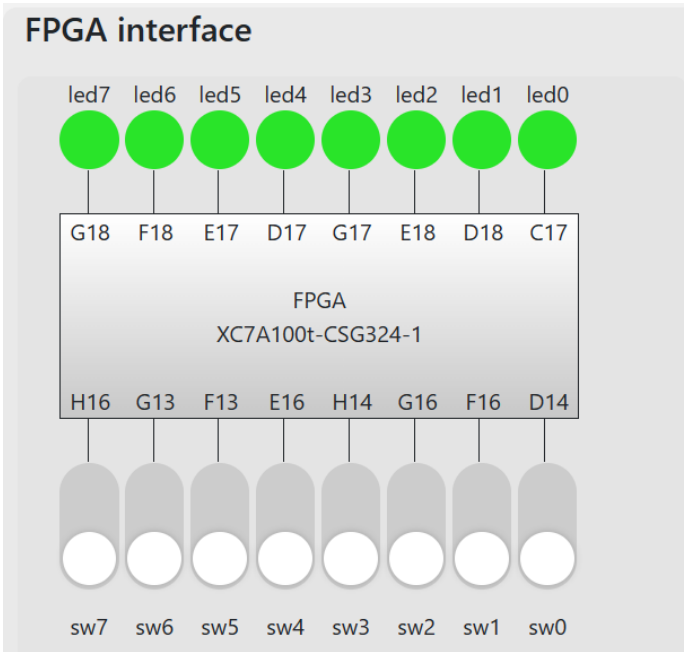 FPGA interface
led7 led6 led5 led4 led3 led2 led1 led0
G18 F18 E17 D17 G17 E18 D18 C17
FPGA
XC7A100t-CSG324-1
H16 G13 F13 E16 H14 G16 F16 D14
sw7 sw6 sw5 sw4 sw3 sw2 sw1 sw0